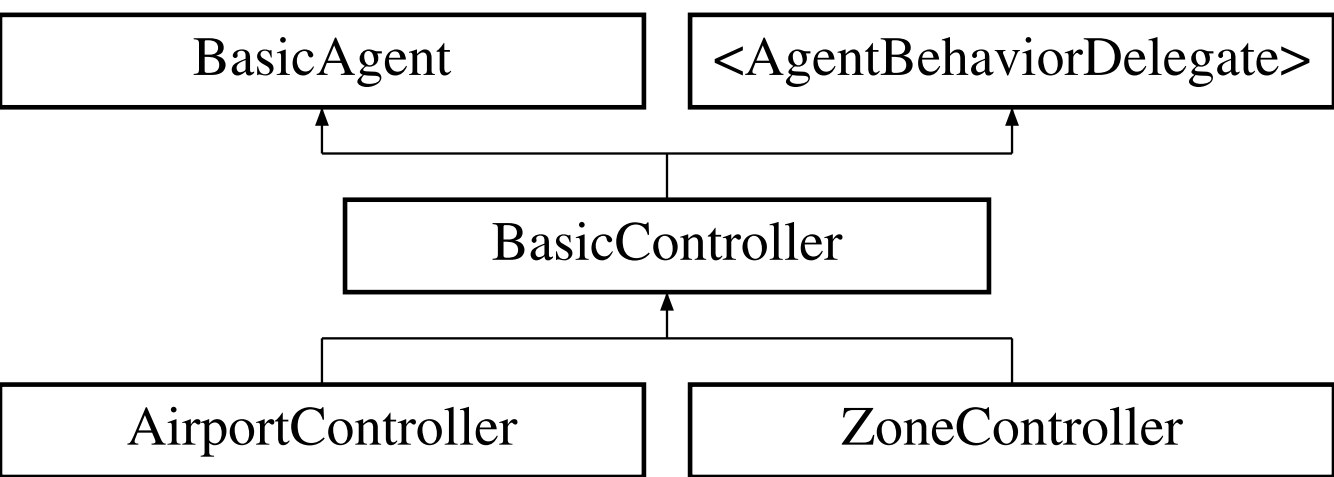 BasicAgent
<AgentBehaviorDelegate>
BasicController
AirportController
ZoneController